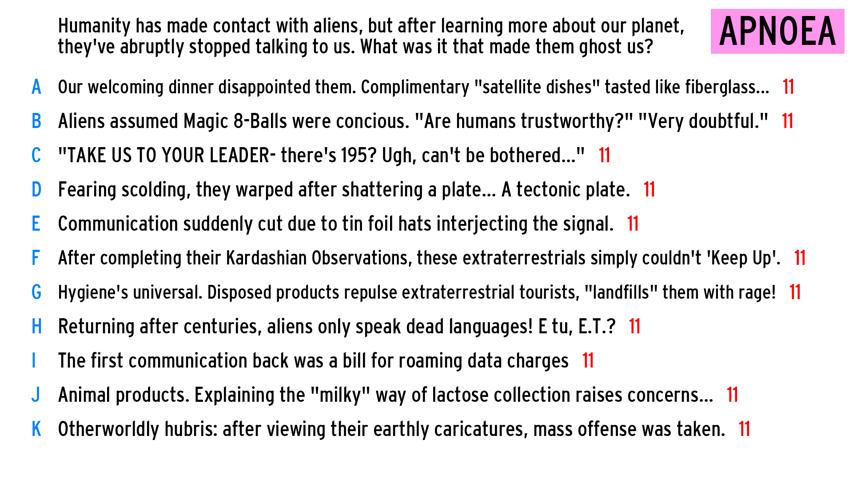 Humanity has made contact with aliens, but after learning more about our planet,
they've abruptly stopped talking to us. What was it that made them ghost us?
APNOEA
A Our welcoming dinner disappointed them. Complimentary "satellite dishes" tasted like fiberglass... 11
B Aliens assumed Magic 8-Balls were concious. "Are humans trustworthy?" "Very doubtful." 11
C "TAKE US TO YOUR LEADER- there's 195? Ugh, can't be bothered..." 11
D Fearing scolding, they warped after shattering a plate... A tectonic plate. 11
E Communication suddenly cut due to tin foil hats interjecting the signal. 11
F After completing their Kardashian Observations, these extraterrestrials simply couldn't 'Keep Up'. 11
G Hygiene's universal. Disposed products repulse extraterrestrial tourists, "landfills" them with rage! 11
H Returning after centuries, aliens only speak dead languages! E tu, E.T.? 11
I The first communication back was a bill for roaming data charges 11
J Animal products. Explaining the "milky" way of lactose collection raises concerns... 11
K Otherworldly hubris: after viewing their earthly caricatures, mass offense was taken. 11